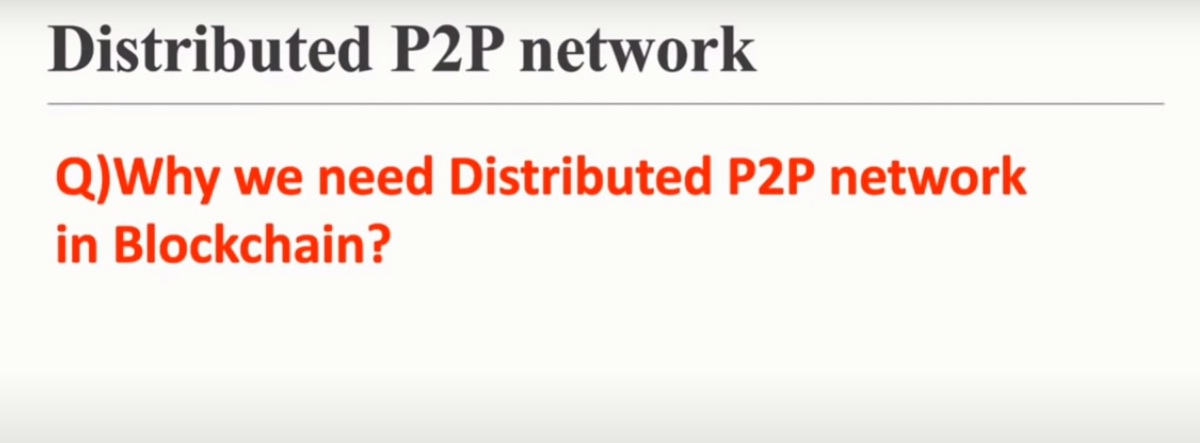 Distributed P2P network
Q)Why we need Distributed P2P network
in Blockchain?